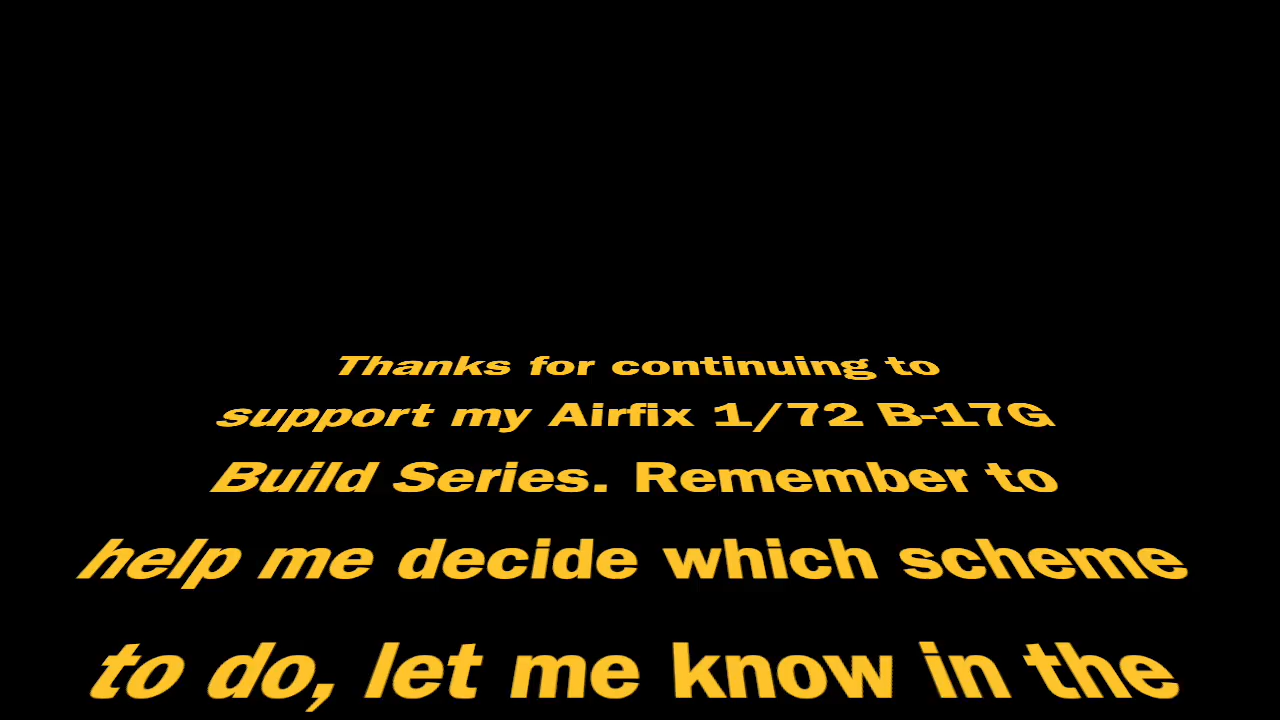 Thanks for continuing to
support my Airfix 1/72 B-17G
Build Series. Remember to
help me decide which scheme
to do, let me know in the